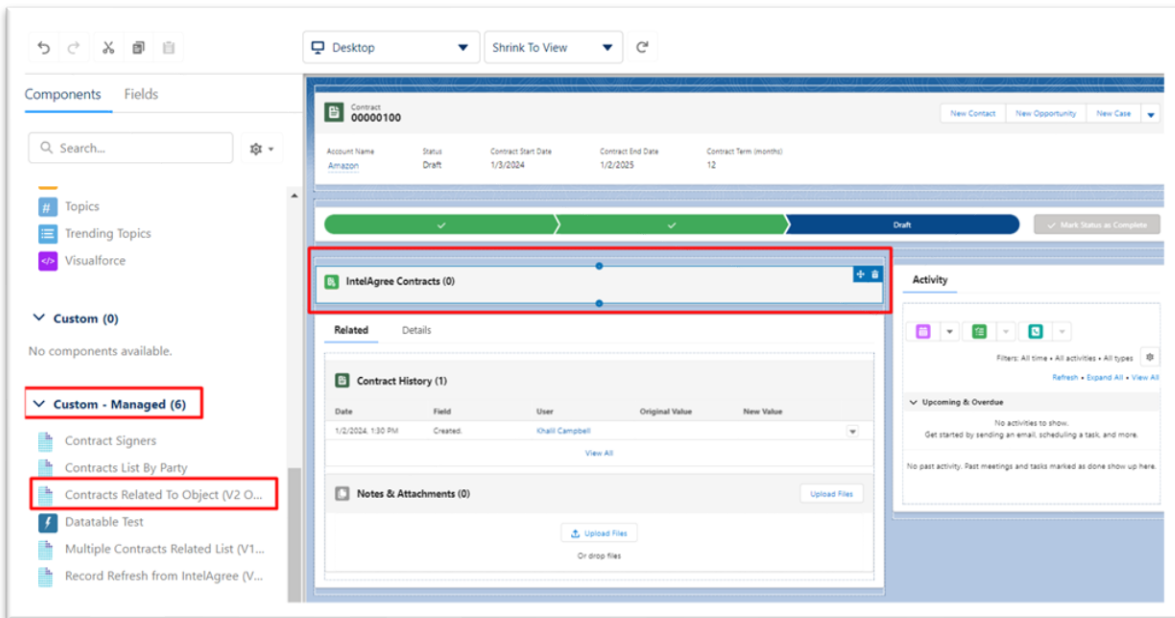 Desktop
Shrink To View
Components Fields
Search...
# Topics
Trending Topics
</> Visualforce
Custom (0)
No components available.
Custom - Managed (6)
Contract Signers
Contracts List By Party
Contracts Related To Object (V2 O...
Datatable Test
Multiple Contracts Related List (V1...
Record Refresh from IntelAgree (V...
Contract
00000100
New Contact New Opportunity New Case
Account Name Status Contract Start Date Contract End Date Contract Term (months)
Amazon Draft 1/3/2024 1/2/2025 12
Draft
Mark Status as Complete
IntelAgree Contracts (0)
Related Details
Contract History (1)
Date Field User Original Value New Value
1/2/2024, 1:30 PM Created. Khalil Campbell
View All
Notes & Attachments (0)
Upload Files
Upload Files
Or drop files
Activity
Filters: All time • All activities • All types
Refresh • Expand All • View All
Upcoming & Overdue
No activities to show.
Get started by sending an email, scheduling a task, and more.
No past activity. Past meetings and tasks marked as done show up here.